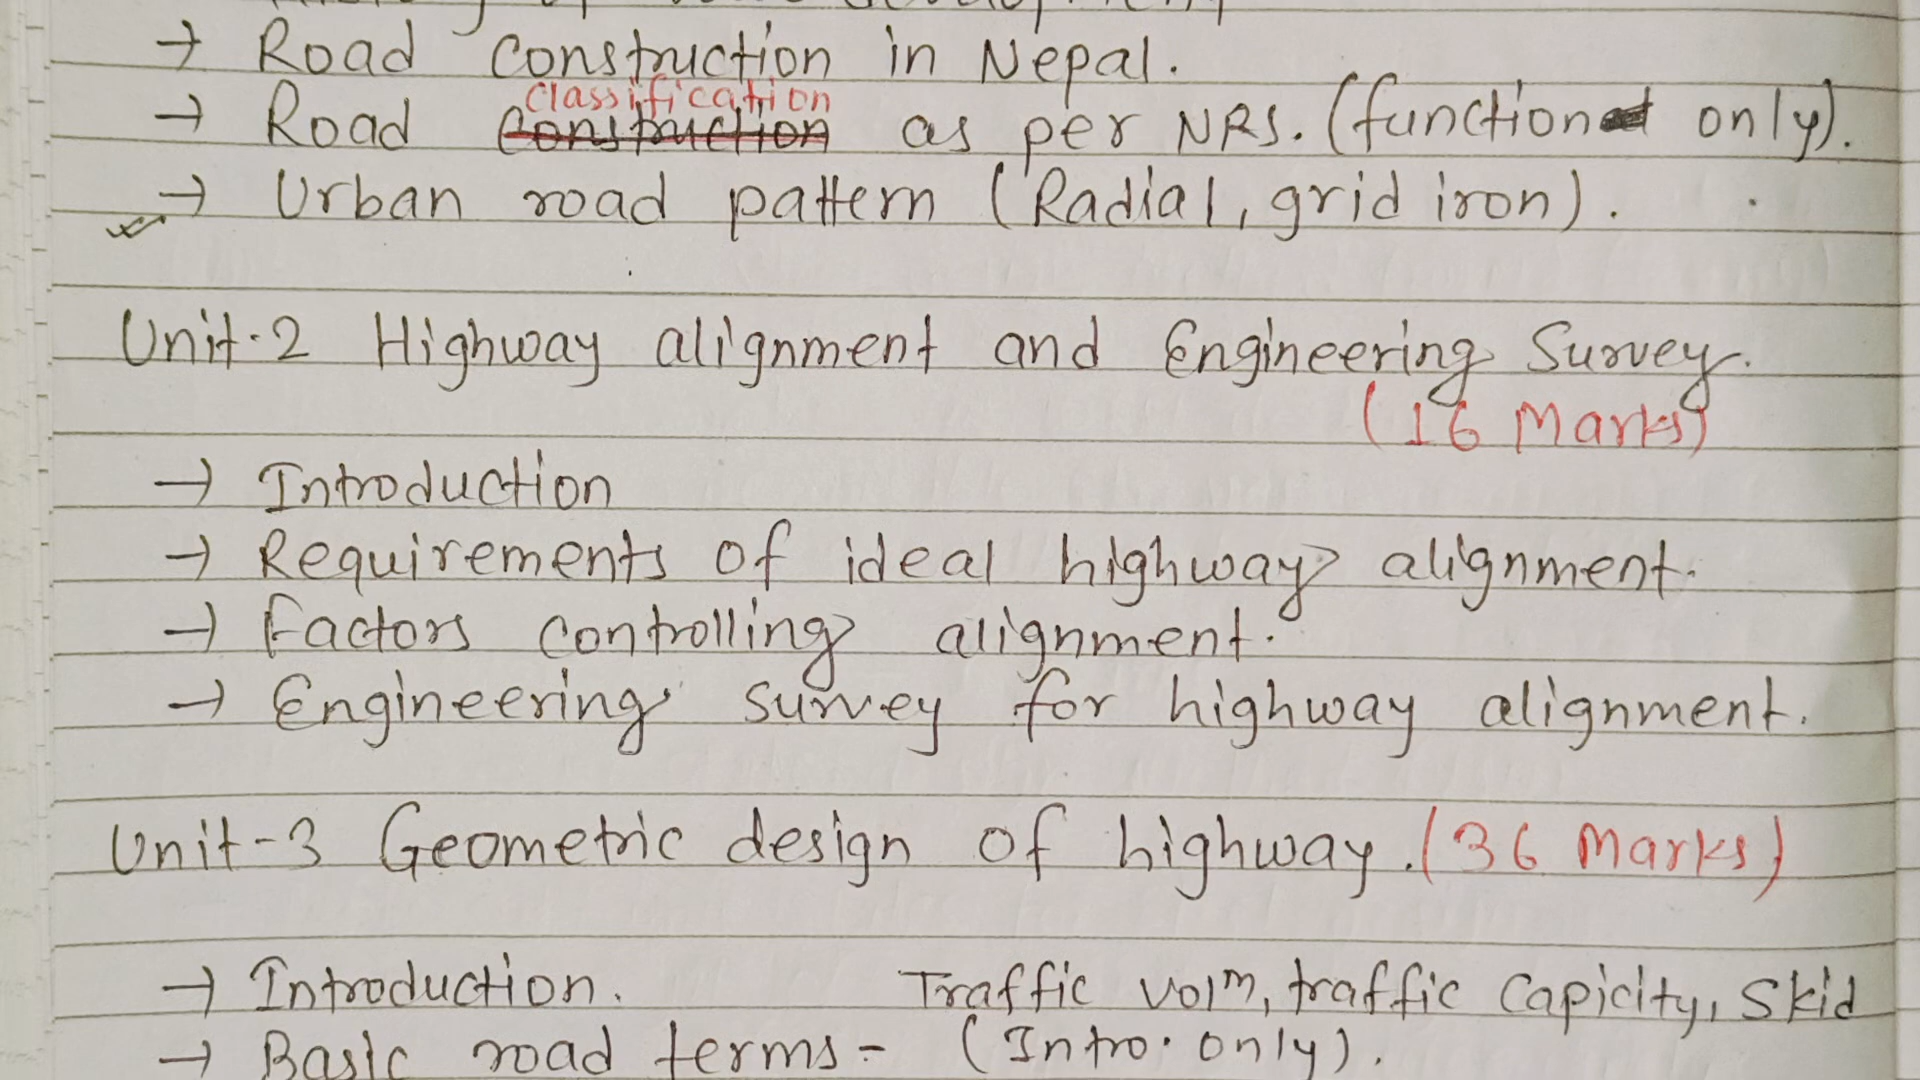 → Road construction in Nepal.
classification
→ Road construction as per NRS. (function only).
→ Urban road pattern (Radial, grid iron).
Unit-2 Highway alignment and Engineering Survey.
(16 Marks)
→ Introduction
→ Requirements of ideal highway alignment.
→ Factors controlling alignment.
→ Engineering survey for highway alignment.
Unit-3 Geometric design of highway. (36 Marks)
→ Introduction. Traffic volm, traffic Capicity, Skid
→ Basic road terms - (Intro. only).